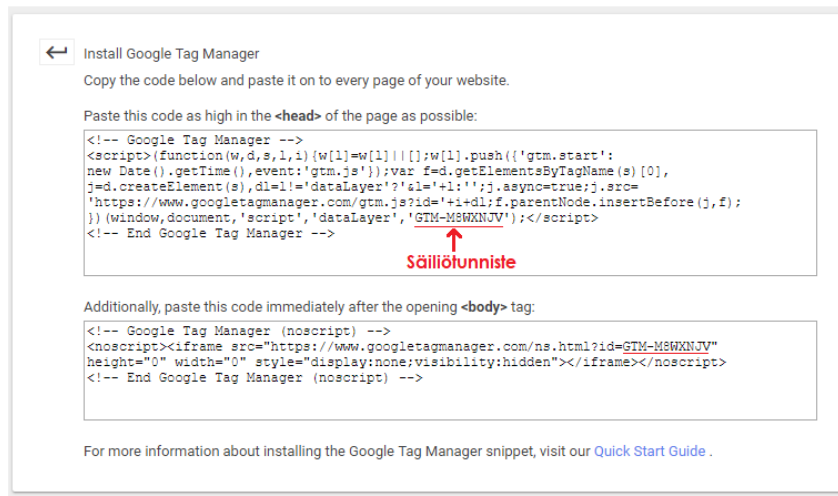 Install Google Tag Manager
Copy the code below and paste it on to every page of your website.
Paste this code as high in the <head> of the page as possible:
<!-- Google Tag Manager -->
<script>(function(w,d,s,l,i){w[l]=w[l]||[];w[l].push({'gtm.start':
new Date().getTime(),event:'gtm.js'});var f=d.getElementsByTagName(s)[0],
j=d.createElement(s),dl=l!='dataLayer'?'&l='+l:'';j.async=true;j.src=
'https://www.googletagmanager.com/gtm.js?id='+i+dl;f.parentNode.insertBefore(j,f);
})(window,document,'script','dataLayer','GTM-M8WXNJV');</script>
<!-- End Google Tag Manager -->
Säiliötunniste
Additionally, paste this code immediately after the opening <body> tag:
<!-- Google Tag Manager (noscript) -->
<noscript><iframe src="https://www.googletagmanager.com/ns.html?id=GTM-M8WXNJV"
height="0" width="0" style="display:none;visibility:hidden"></iframe></noscript>
<!-- End Google Tag Manager (noscript) -->
For more information about installing the Google Tag Manager snippet, visit our Quick Start Guide .